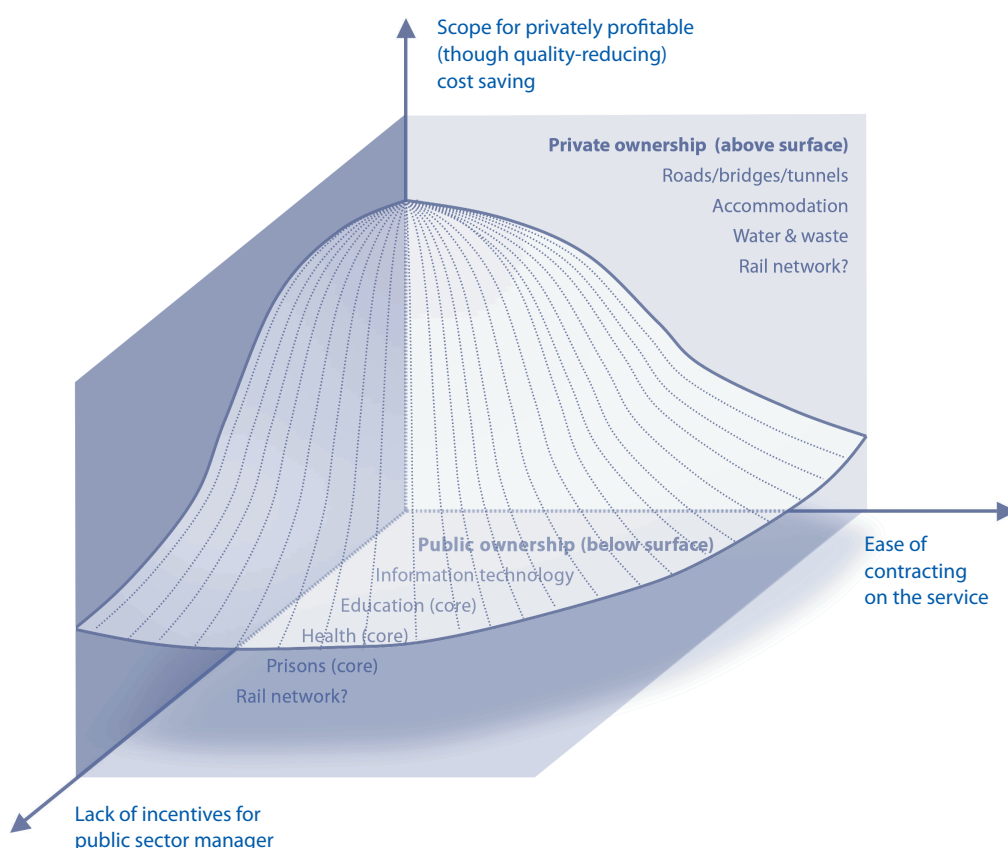 Scope for privately profitable
(though quality-reducing)
cost saving
Private ownership (above surface)
Roads/bridges/tunnels
Accommodation
Water & waste
Rail network?
Public ownership (below surface)
Information technology
Education (core)
Health (core)
Prisons (core)
Rail network?
Ease of
contracting
on the service
Lack of incentives for
public sector manager